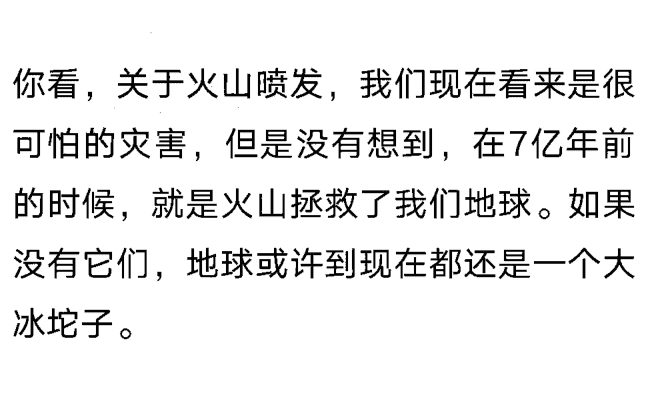 你看，关于火山喷发，我们现在看来是很
可怕的灾害，但是没有想到，在7亿年前
的时候，就是火山拯救了我们地球。如果
没有它们，地球或许到现在都还是一个大
冰坨子。